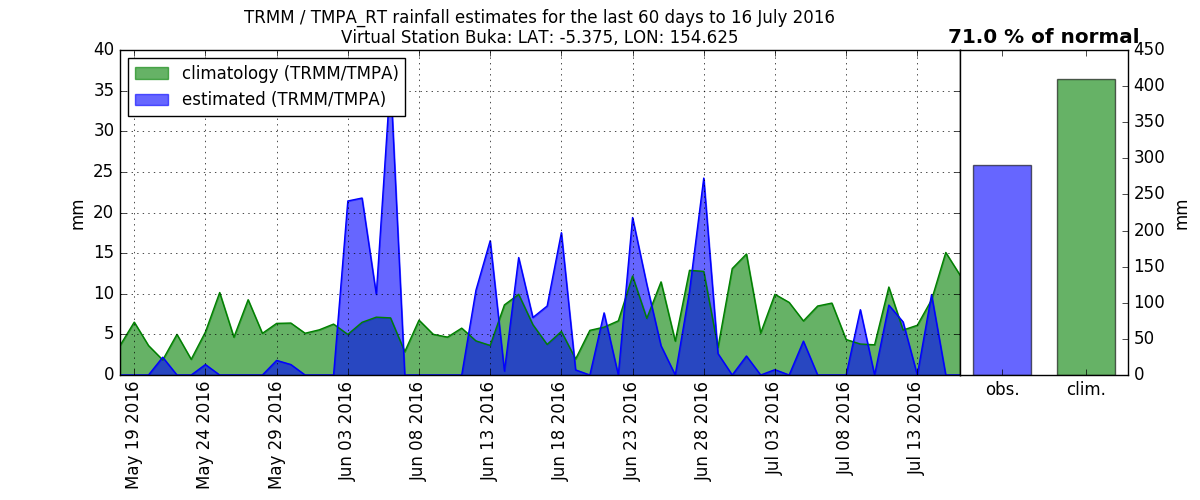 TRMM / TMPA_RT rainfall estimates for the last 60 days to 16 July 2016
Virtual Station Buka: LAT: -5.375, LON: 154.625
71.0 % of normal
climatology (TRMM/TMPA)
estimated (TRMM/TMPA)
40
35
30
25
20
15
10
5
0
mm
May 19 2016
May 24 2016
May 29 2016
Jun 03 2016
Jun 08 2016
Jun 13 2016
Jun 18 2016
Jun 23 2016
Jun 28 2016
Jul 03 2016
Jul 08 2016
Jul 13 2016
450
400
350
300
250
200
150
100
50
0
mm
obs.
clim.